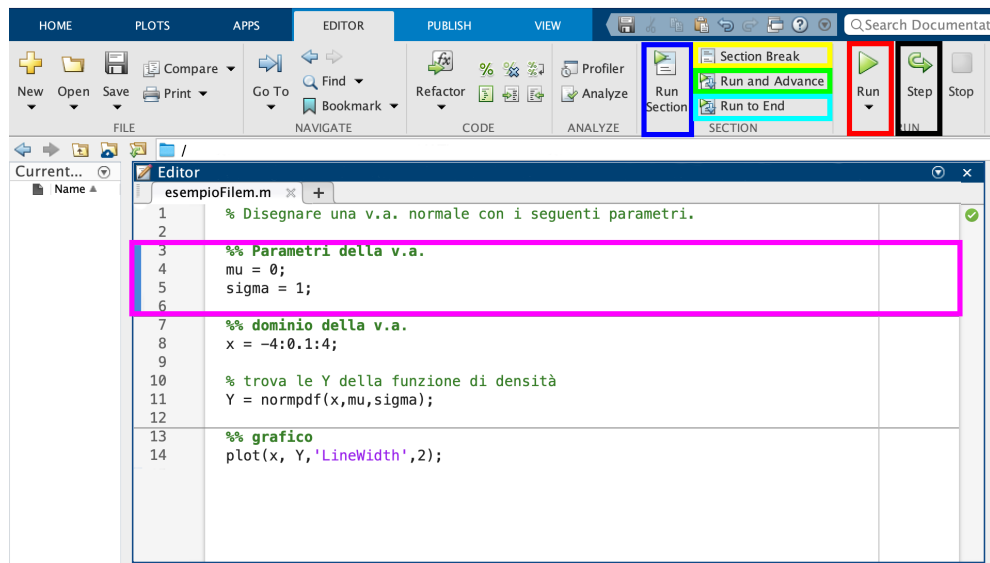 HOME PLOTS APPS EDITOR PUBLISH VIEW Search Documentat
Compare Find Profiler Section Break
New Open Save Print Go To Bookmark Refactor Analyze Run Section Run and Advance Run Step Stop
Run to End
FILE NAVIGATE CODE ANALYZE SECTION RUN
/
Current... Editor
Name esempioFilem.m
1 % Disegnare una v.a. normale con i seguenti parametri.
2
3 %% Parametri della v.a.
4 mu = 0;
5 sigma = 1;
6
7 %% dominio della v.a.
8 x = -4:0.1:4;
9
10 % trova le Y della funzione di densità
11 Y = normpdf(x,mu,sigma);
12
13 %% grafico
14 plot(x, Y,'LineWidth',2);